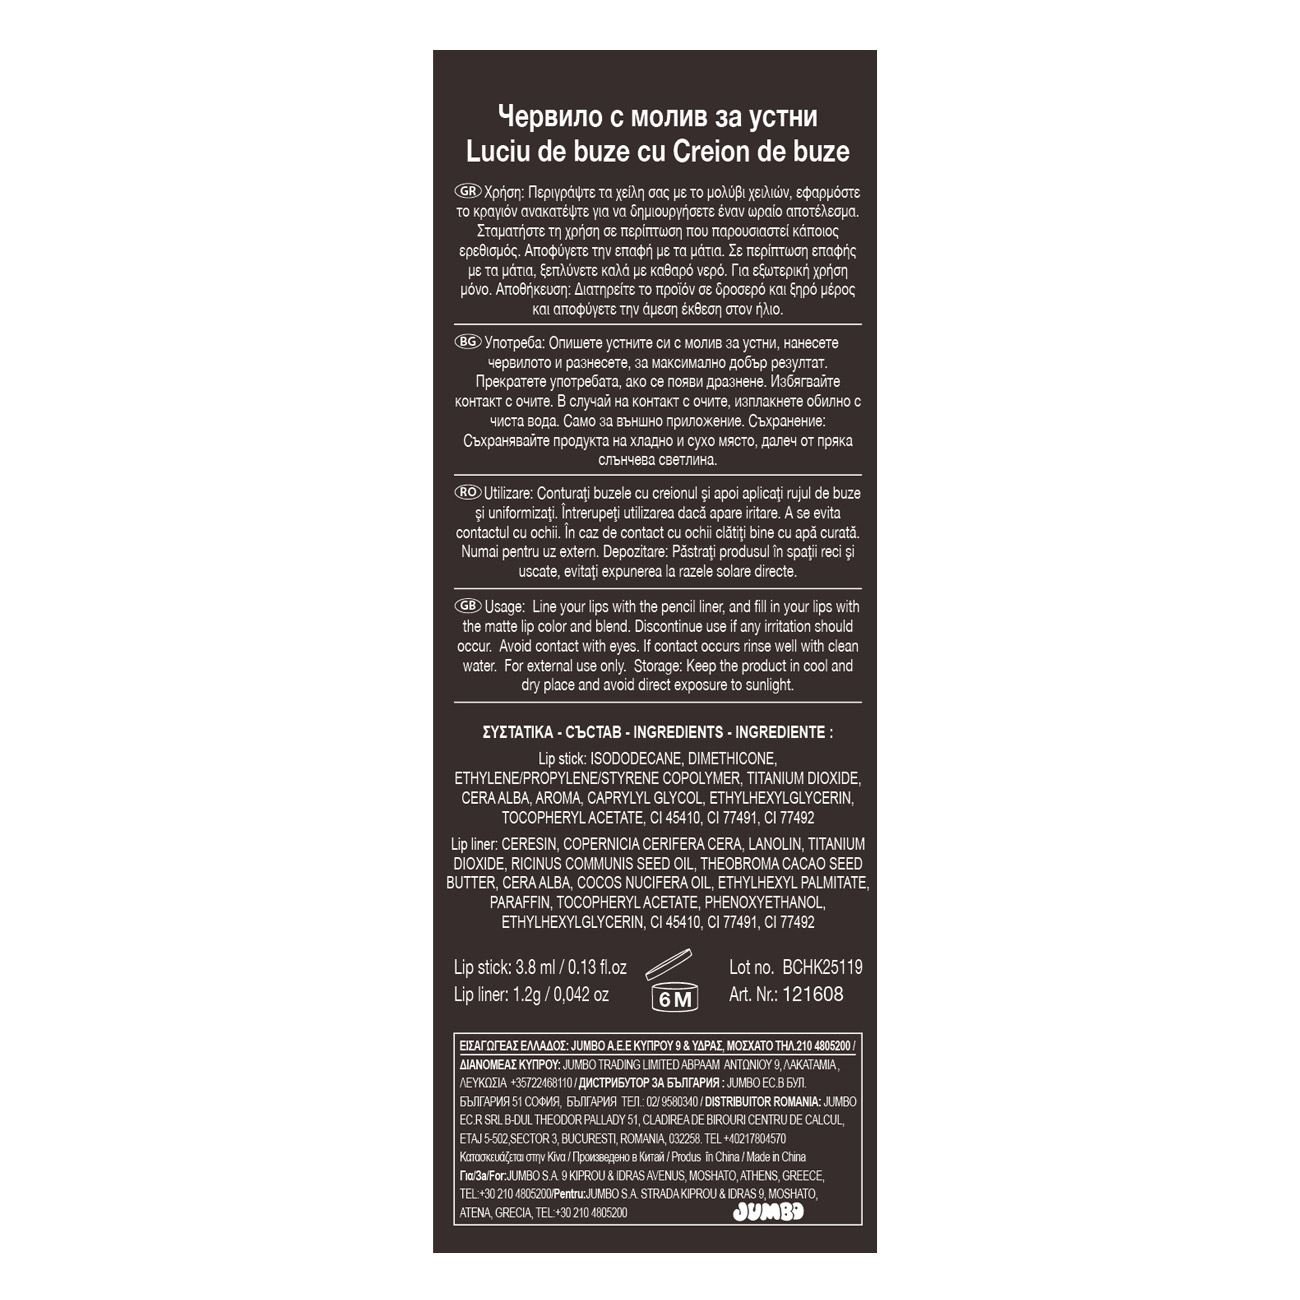 Червило с молив за устни
Luciu de buze cu Creion de buze
GR Χρήση: Περιγράψτε τα χείλη σας με το μολύβι χειλιών, εφαρμόστε
το κραγιόν ανακατέψτε για να δημιουργήσετε έναν ωραίο αποτέλεσμα.
Σταματήστε τη χρήση σε περίπτωση που παρουσιαστεί κάποιος
ερεθισμός. Αποφύγετε την επαφή με τα μάτια. Σε περίπτωση επαφής
με τα μάτια, ξεπλύνετε καλά με καθαρό νερό. Για εξωτερική χρήση
μόνο. Αποθήκευση: Διατηρείτε το προϊόν σε δροσερό και ξηρό μέρος
και αποφύγετε την άμεση έκθεση στον ήλιο.
BG Употреба: Опишете устните си с молив за устни, нанесете
червилото и разнесете, за максимално добър резултат.
Прекратете употребата, ако се появи дразнене. Избягвайте
контакт с очите. В случай на контакт с очите, изплакнете обилно с
чиста вода. Само за външно приложение. Съхранение:
Съхранявайте продукта на хладно и сухо място, далеч от пряка
слънчева светлина.
RO Utilizare: Conturaţi buzele cu creionul şi apoi aplicaţi rujul de buze
şi uniformizaţi. Întrerupeţi utilizarea dacă apare iritare. A se evita
contactul cu ochii. În caz de contact cu ochii clătiţi bine cu apă curată.
Numai pentru uz extern. Depozitare: Păstraţi produsul în spaţii reci şi
uscate, evitaţi expunerea la razele solare directe.
GB Usage: Line your lips with the pencil liner, and fill in your lips with
the matte lip color and blend. Discontinue use if any irritation should
occur. Avoid contact with eyes. If contact occurs rinse well with clean
water. For external use only. Storage: Keep the product in cool and
dry place and avoid direct exposure to sunlight.
ΣΥΣΤΑΤΙΚΑ - СЪСТАВ - INGREDIENTS - INGREDIENTE :
Lip stick: ISODODECANE, DIMETHICONE,
ETHYLENE/PROPYLENE/STYRENE COPOLYMER, TITANIUM DIOXIDE,
CERA ALBA, AROMA, CAPRYLYL GLYCOL, ETHYLHEXYLGLYCERIN,
TOCOPHERYL ACETATE, CI 45410, CI 77491, CI 77492
Lip liner: CERESIN, COPERNICIA CERIFERA CERA, LANOLIN, TITANIUM
DIOXIDE, RICINUS COMMUNIS SEED OIL, THEOBROMA CACAO SEED
BUTTER, CERA ALBA, COCOS NUCIFERA OIL, ETHYLHEXYL PALMITATE,
PARAFFIN, TOCOPHERYL ACETATE, PHENOXYETHANOL,
ETHYLHEXYLGLYCERIN, CI 45410, CI 77491, CI 77492
Lip stick: 3.8 ml / 0.13 fl.oz
Lip liner: 1.2g / 0,042 oz
6 M
Lot no. BCHK25119
Art. Nr.: 121608
ΕΙΣΑΓΩΓΕΑΣ ΕΛΛΑΔΟΣ: JUMBO A.E.E ΚΥΠΡΟΥ 9 & ΥΔΡΑΣ, ΜΟΣΧΑΤΟ ΤΗΛ.210 4805200 /
ΔΙΑΝΟΜΕΑΣ ΚΥΠΡΟΥ: JUMBO TRADING LIMITED ΑΒΡΑΑΜ ΑΝΤΩΝΙΟΥ 9, ΛΑΚΑΤΑΜΙΑ ,
ΛΕΥΚΩΣΙΑ +35722468110 / ДИСТРИБУТОР ЗА БЪЛГАРИЯ : JUMBO EC.B БУЛ.
БЪЛГАРИЯ 51 СОФИЯ, БЪЛГАРИЯ ТЕЛ.: 02/ 9580340 / DISTRIBUITOR ROMANIA: JUMBO
EC.R SRL B-DUL THEODOR PALLADY 51, CLADIREA DE BIROURI CENTRU DE CALCUL,
ETAJ 5-502,SECTOR 3, BUCURESTI, ROMANIA, 032258. TEL +40217804570
Κατασκευάζεται στην Κίνα / Произведено в Китай / Produs în China / Made in China
Για/За/For:JUMBO S.A. 9 KIPROU & IDRAS AVENUS, MOSHATO, ATHENS, GREECE,
TEL:+30 210 4805200/Pentru:JUMBO S.A. STRADA KIPROU & IDRAS 9, MOSHATO,
ATENA, GRECIA, TEL:+30 210 4805200
JUMBO